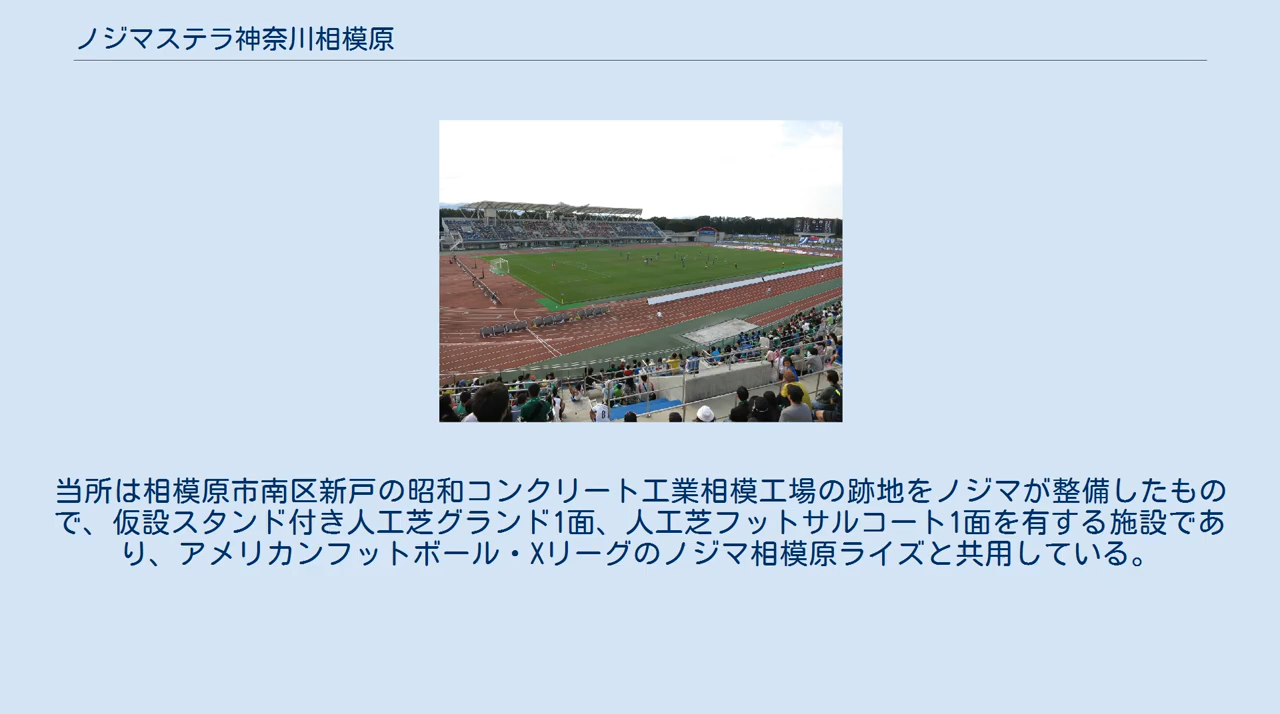 ノジマステラ神奈川相模原
当所は相模原市南区新戸の昭和コンクリート工業相模工場の跡地をノジマが整備したもの
で、仮設スタンド付き人工芝グランド1面、人工芝フットサルコート1面を有する施設であ
り、アメリカンフットボール・Xリーグのノジマ相模原ライズと共用している。